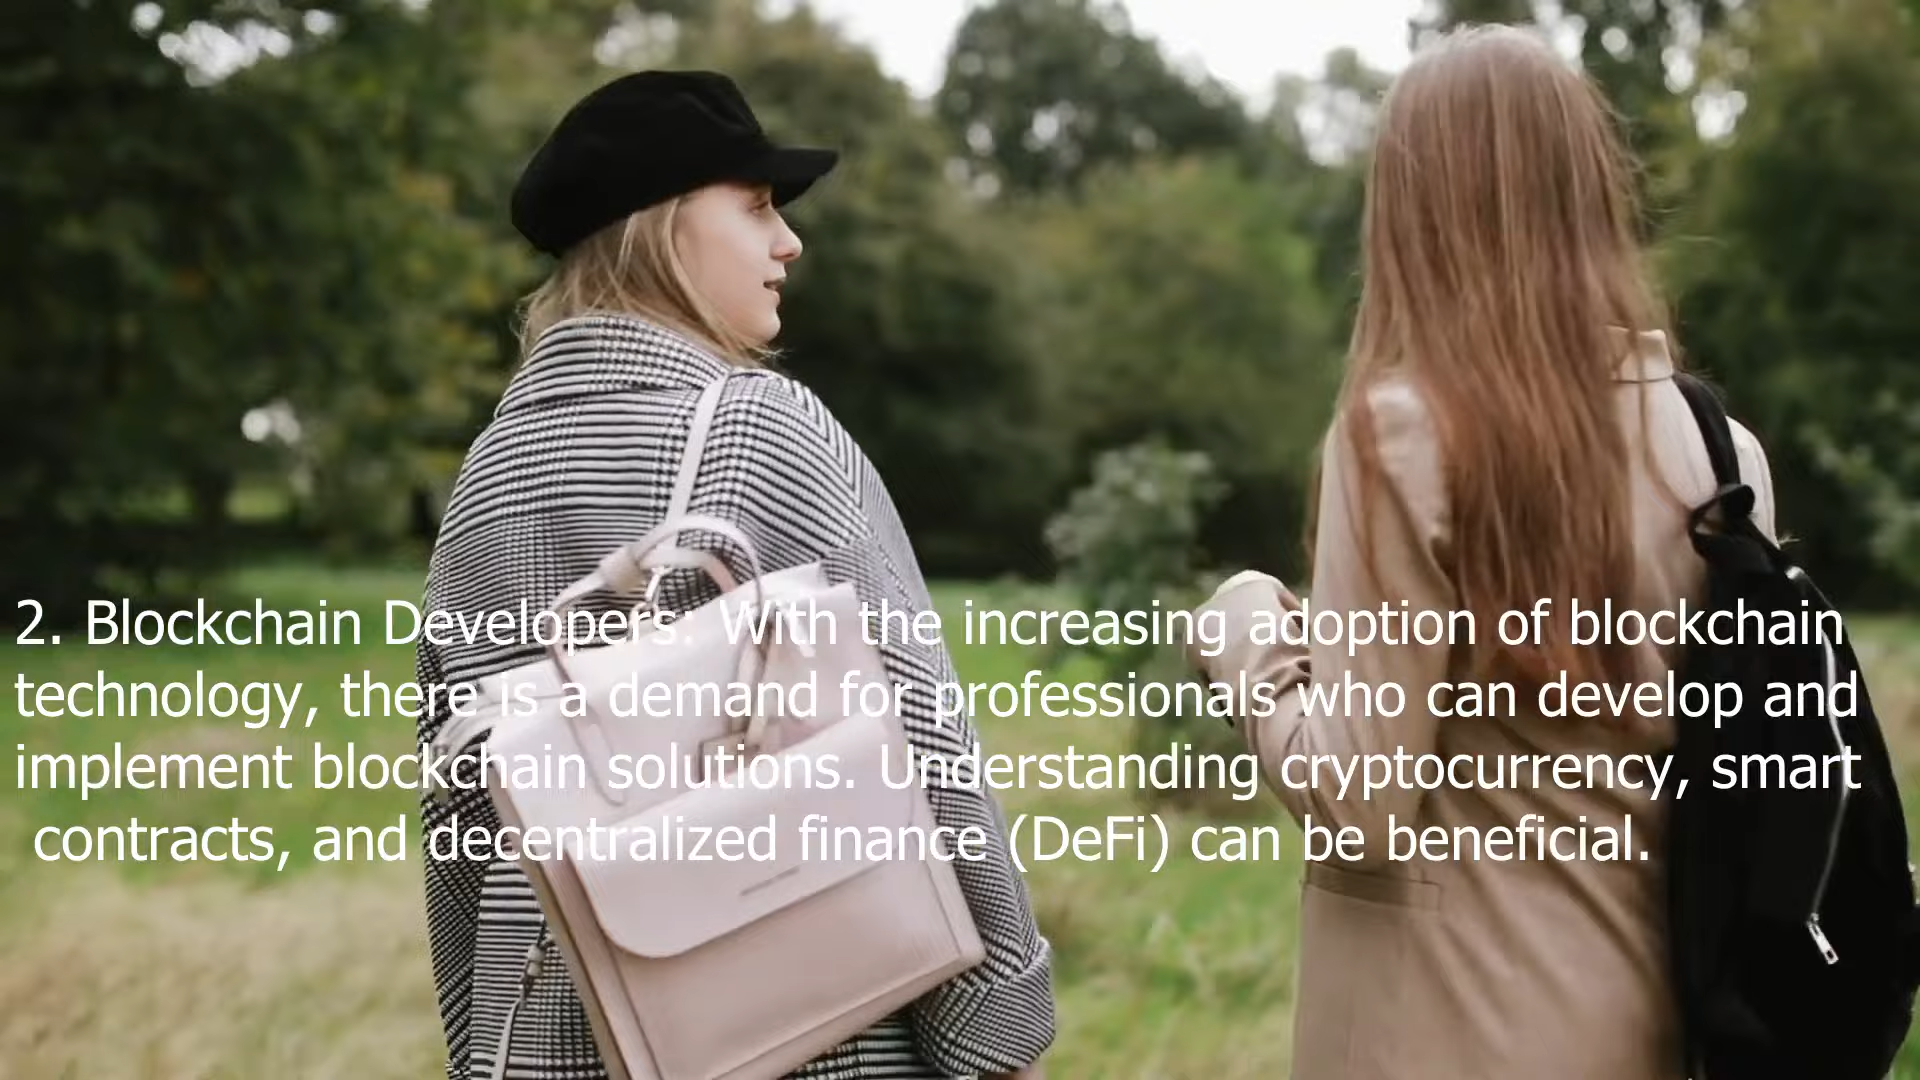 2. Blockchain Developers: With the increasing adoption of blockchain
technology, there is a demand for professionals who can develop and
implement blockchain solutions. Understanding cryptocurrency, smart
contracts, and decentralized finance (DeFi) can be beneficial.